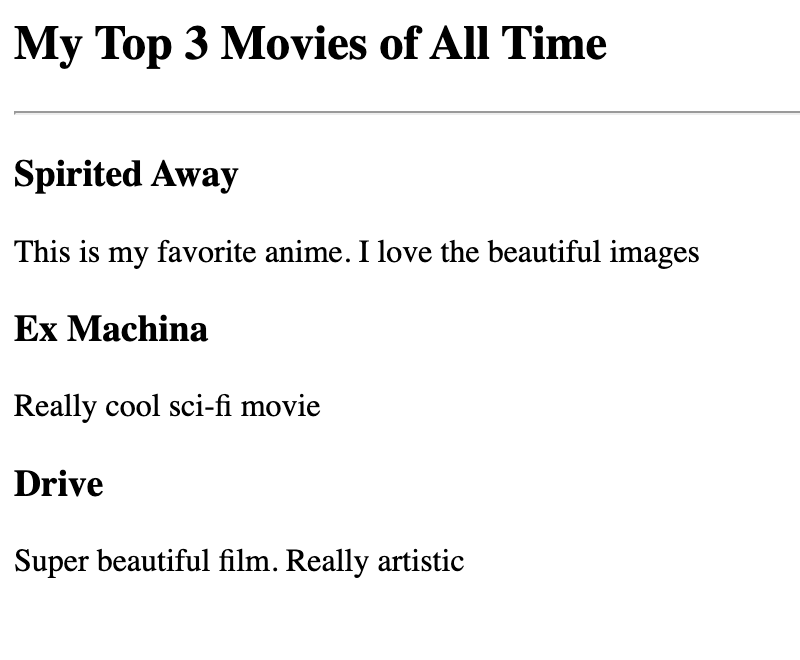 My Top 3 Movies of All Time
Spirited Away
This is my favorite anime. I love the beautiful images
Ex Machina
Really cool sci-fi movie
Drive
Super beautiful film. Really artistic